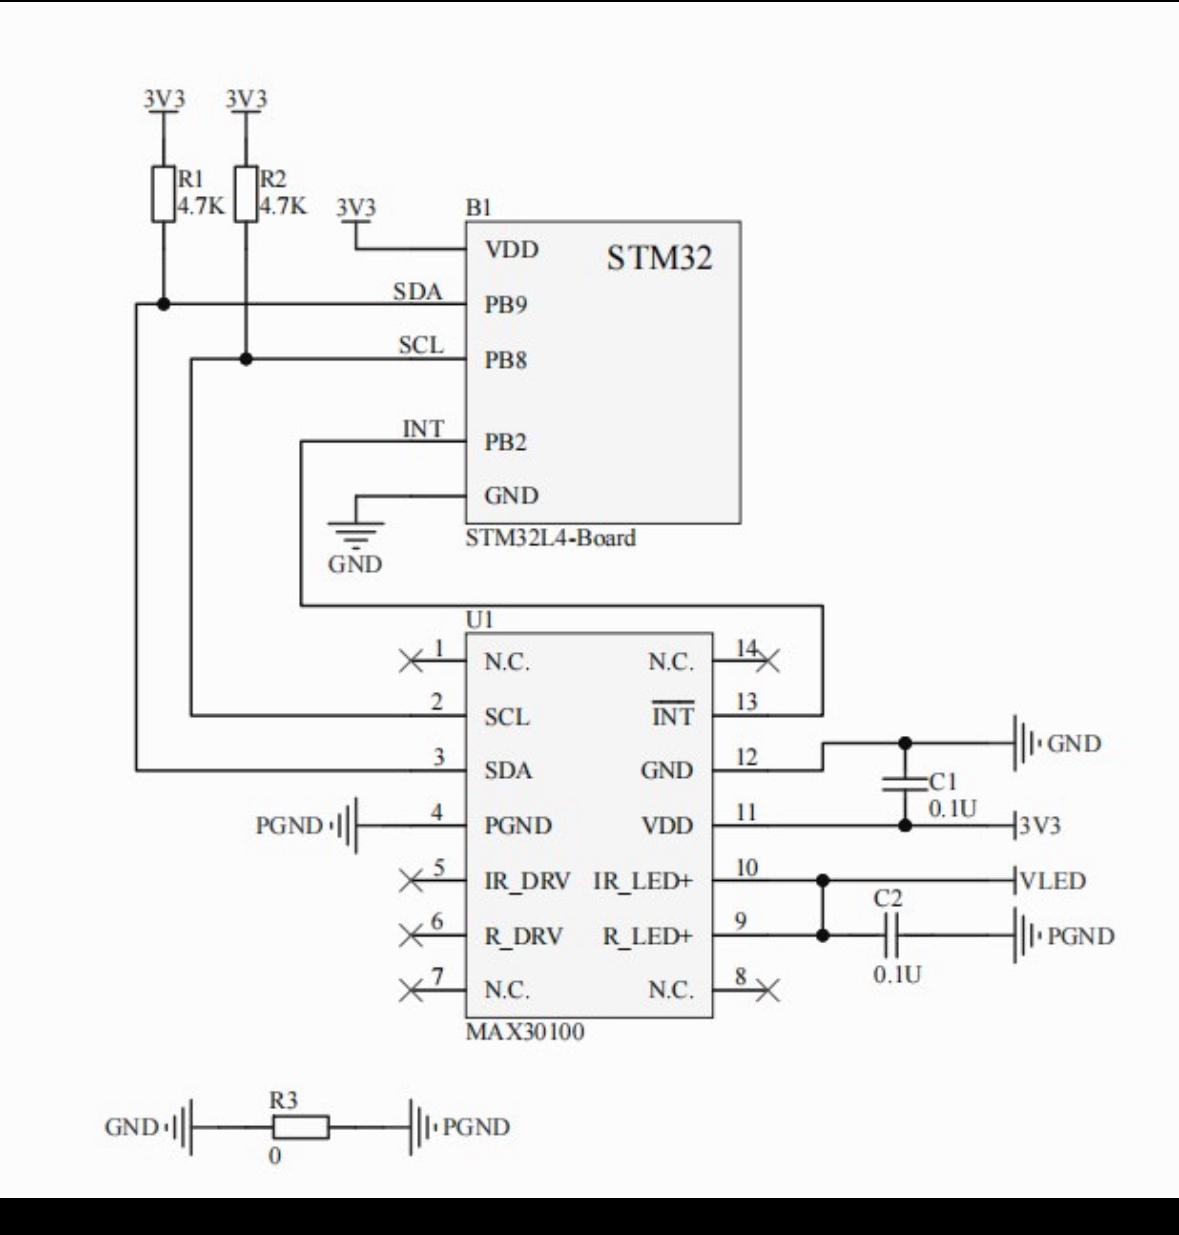 3V3
3V3
R1
4.7K
R2
4.7K
3V3
B1
VDD
STM32
SDA
PB9
SCL
PB8
INT
PB2
GND
GND
STM32L4-Board
U1
1
N.C.
N.C.
14
2
SCL
INT
13
3
SDA
GND
12
GND
C1
0.1U
PGND
4
PGND
VDD
11
3V3
5
IR_DRV
IR_LED+
10
VLED
6
R_DRV
R_LED+
9
C2
0.1U
PGND
7
N.C.
N.C.
8
MAX30100
GND
R3
0
PGND